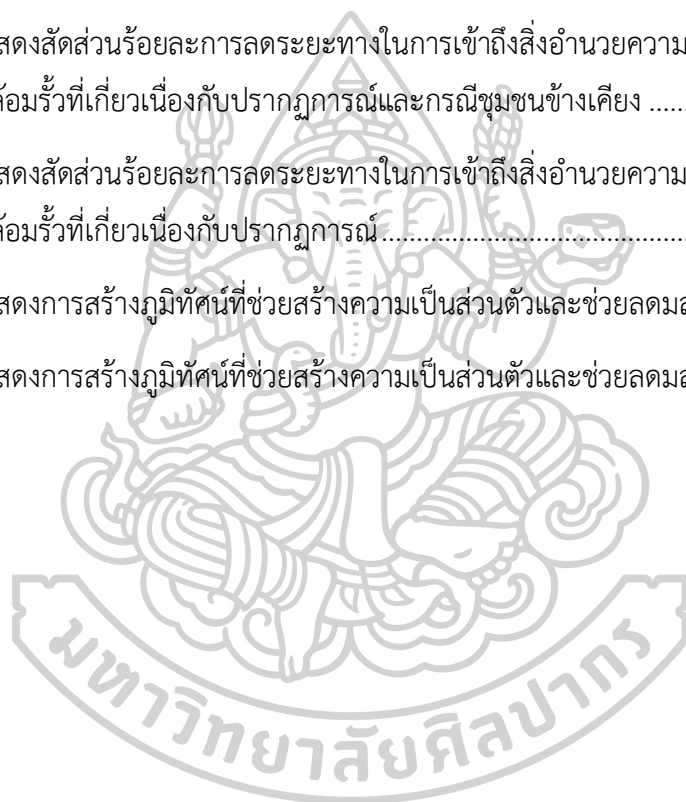 สดงสัดส่วนร้อยละการลดระยะทางในการเข้าถึงสิ่งอำนวยความ
ล้อมรั้วที่เกี่ยวเนื่องกับปรากฏการณ์และกรณีชุมชนข้างเคียง .....
สดงสัดส่วนร้อยละการลดระยะทางในการเข้าถึงสิ่งอำนวยความ
ล้อมรั้วที่เกี่ยวเนื่องกับปรากฏการณ์..........................................
สดงการสร้างภูมิทัศน์ที่ช่วยสร้างความเป็นส่วนตัวและช่วยลดมล
สดงการสร้างภูมิทัศน์ที่ช่วยสร้างความเป็นส่วนตัวและช่วยลดมล
มหาวิทยาลัยศิลปากร